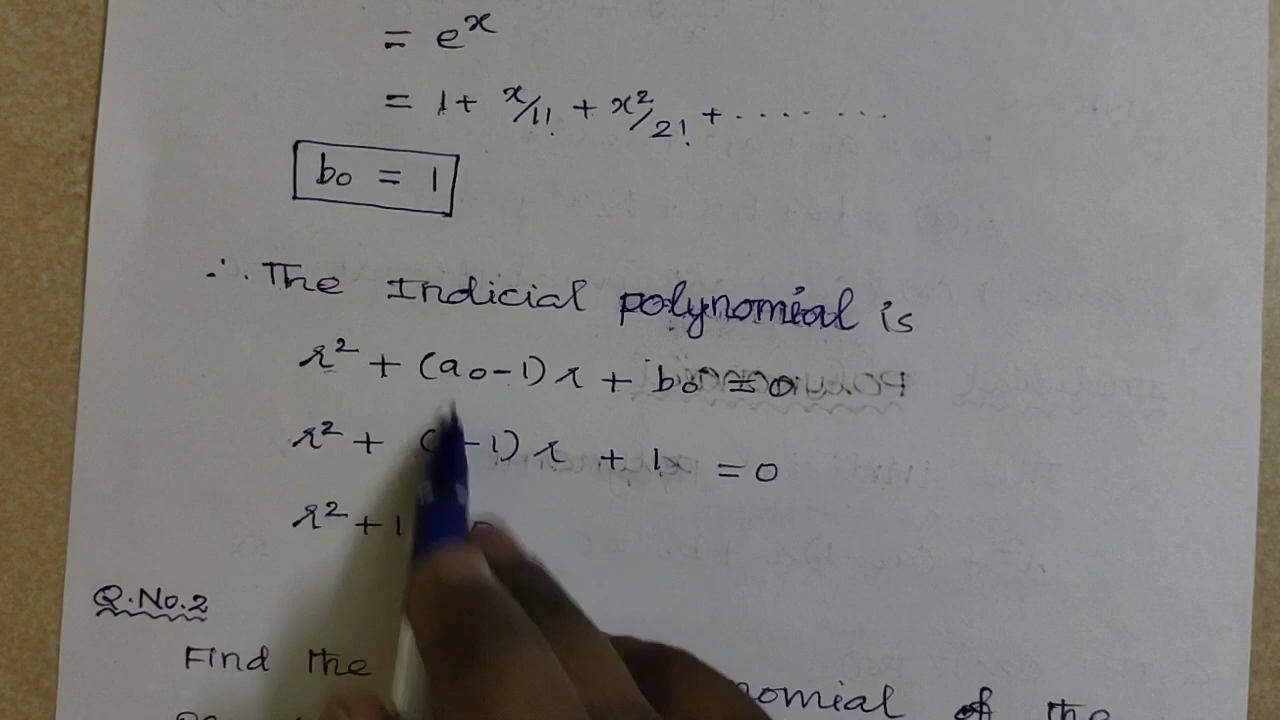 = e^x
= 1 + x/1! + x²/2! + ........
b₀ = 1
∴ The Indicial polynomial is
r² + (a₀-1)r + b₀ = 0
r² + ( -1)r + 1 = 0
r² + 1
Q.No.2
Find the
nomial of the